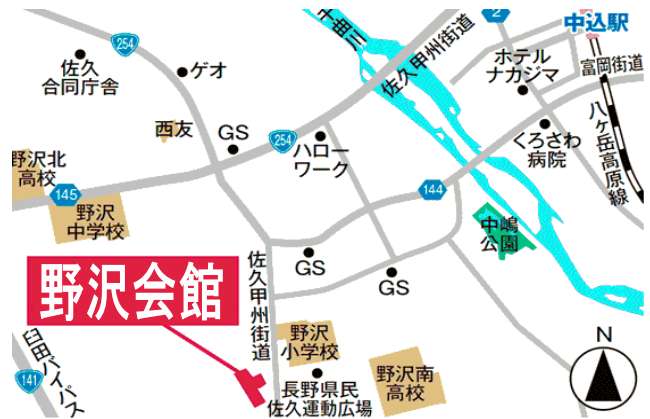 254
佐久
合同庁舎
ゲオ
西友
GS
254
ハロー
ワーク
千曲川
佐久甲州街道
2
中込駅
ホテル
ナカジマ
富岡街道
くろさわ
病院
八ヶ岳高原線
野沢北
高校
145
野沢
中学校
144
中嶋
公園
GS
GS
佐久甲州街道
野沢会館
臼田バイパス
141
野沢
小学校
長野県民
佐久運動広場
野沢南
高校
N